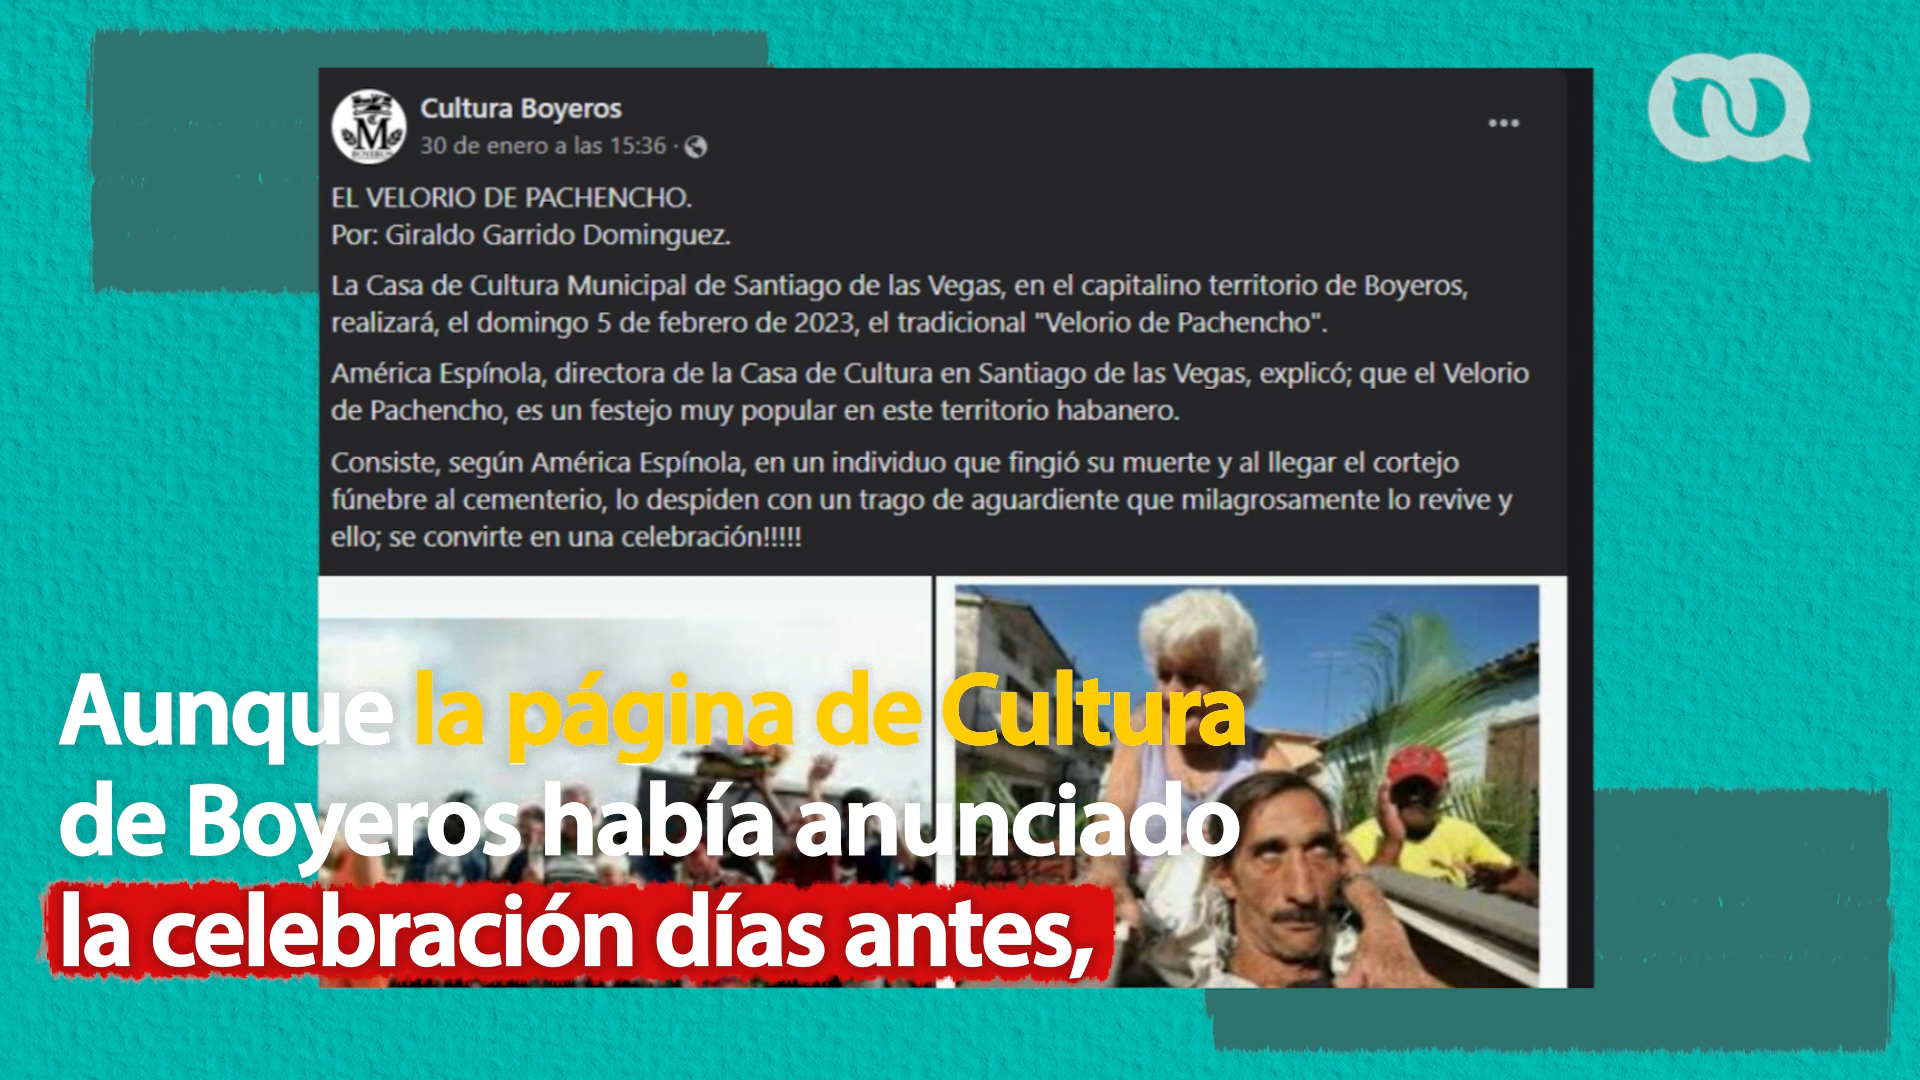 Cultura Boyeros
30 de enero a las 15:36 ·
EL VELORIO DE PACHENCHO.
Por: Giraldo Garrido Dominguez.
La Casa de Cultura Municipal de Santiago de las Vegas, en el capitalino territorio de Boyeros,
realizará, el domingo 5 de febrero de 2023, el tradicional "Velorio de Pachencho".
América Espínola, directora de la Casa de Cultura en Santiago de las Vegas, explicó; que el Velorio
de Pachencho, es un festejo muy popular en este territorio habanero.
Consiste, según América Espínola, en un individuo que fingió su muerte y al llegar el cortejo
fúnebre al cementerio, lo despiden con un trago de aguardiente que milagrosamente lo revive y
ello; se convirte en una celebración!!!!!
Aunque la página de Cultura
de Boyeros había anunciado
la celebración días antes,